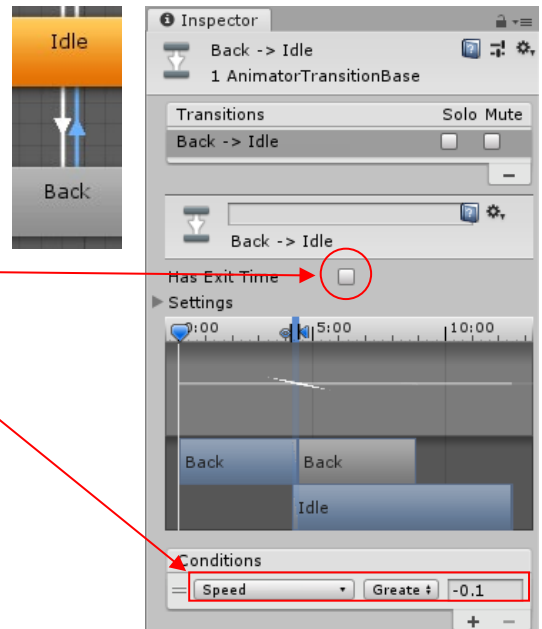 Idle
Back
Inspector
Back -> Idle
1 AnimatorTransitionBase
Transitions Solo Mute
Back -> Idle
Back -> Idle
Has Exit Time
Settings
0:00 5:00 10:00
Back Back
Idle
Conditions
Speed Greate -0.1